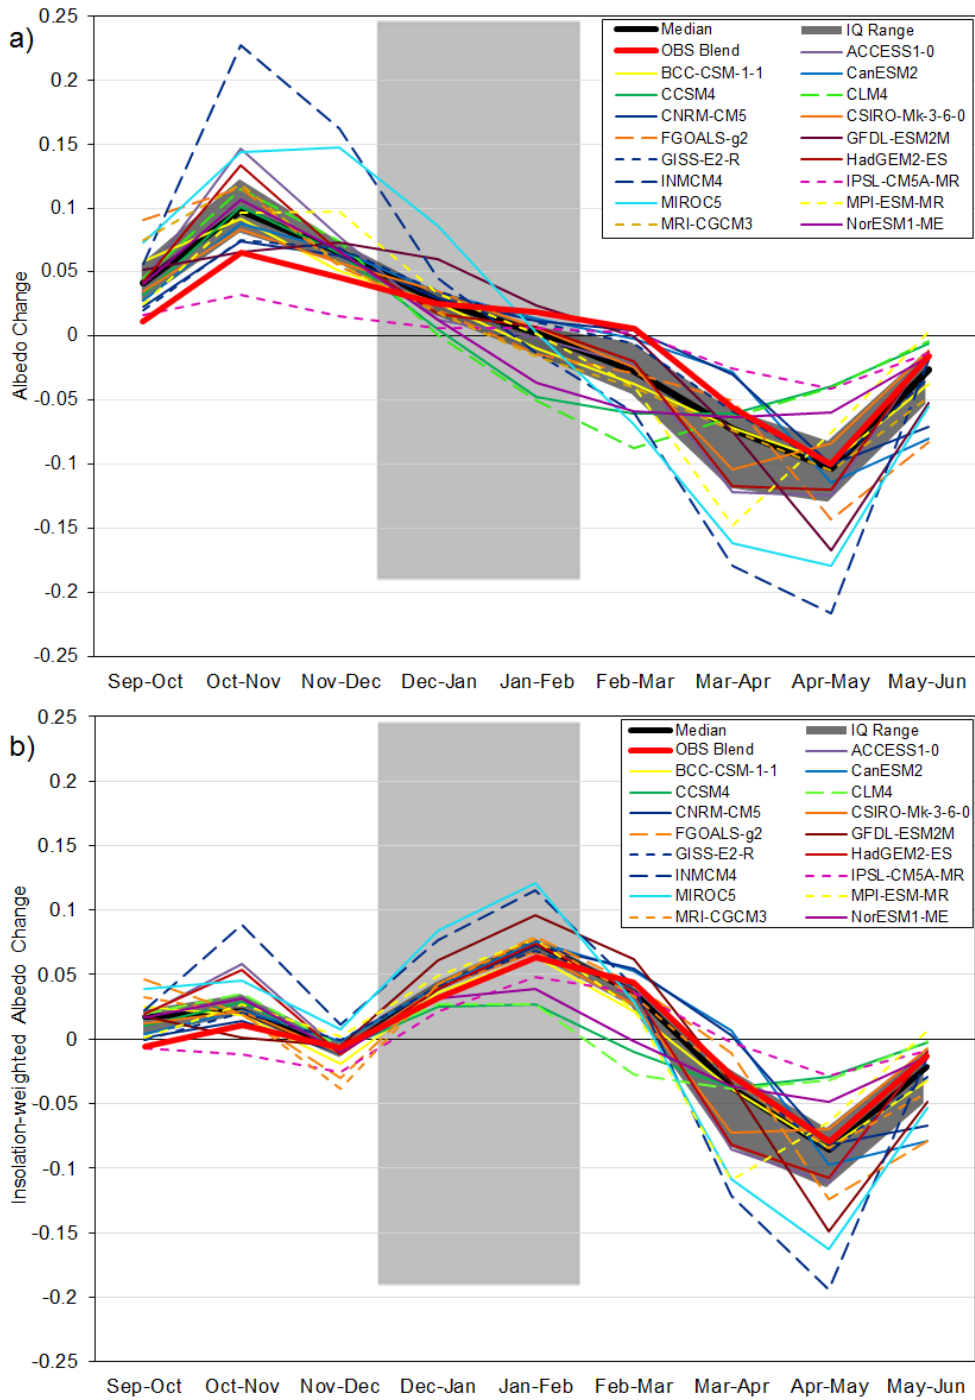 a)
Albedo Change
0.25
0.2
0.15
0.1
0.05
0
-0.05
-0.1
-0.15
-0.2
-0.25
Median IQ Range
OBS Blend ACCESS1-0
BCC-CSM-1-1 CanESM2
CCSM4 CLM4
CNRM-CM5 CSIRO-Mk-3-6-0
FGOALS-g2 GFDL-ESM2M
GISS-E2-R HadGEM2-ES
INMCM4 IPSL-CM5A-MR
MIROC5 MPI-ESM-MR
MRI-CGCM3 NorESM1-ME
Sep-Oct Oct-Nov Nov-Dec Dec-Jan Jan-Feb Feb-Mar Mar-Apr Apr-May May-Jun
b)
Insolation-weighted Albedo Change
0.25
0.2
0.15
0.1
0.05
0
-0.05
-0.1
-0.15
-0.2
-0.25
Median IQ Range
OBS Blend ACCESS1-0
BCC-CSM-1-1 CanESM2
CCSM4 CLM4
CNRM-CM5 CSIRO-Mk-3-6-0
FGOALS-g2 GFDL-ESM2M
GISS-E2-R HadGEM2-ES
INMCM4 IPSL-CM5A-MR
MIROC5 MPI-ESM-MR
MRI-CGCM3 NorESM1-ME
Sep-Oct Oct-Nov Nov-Dec Dec-Jan Jan-Feb Feb-Mar Mar-Apr Apr-May May-Jun